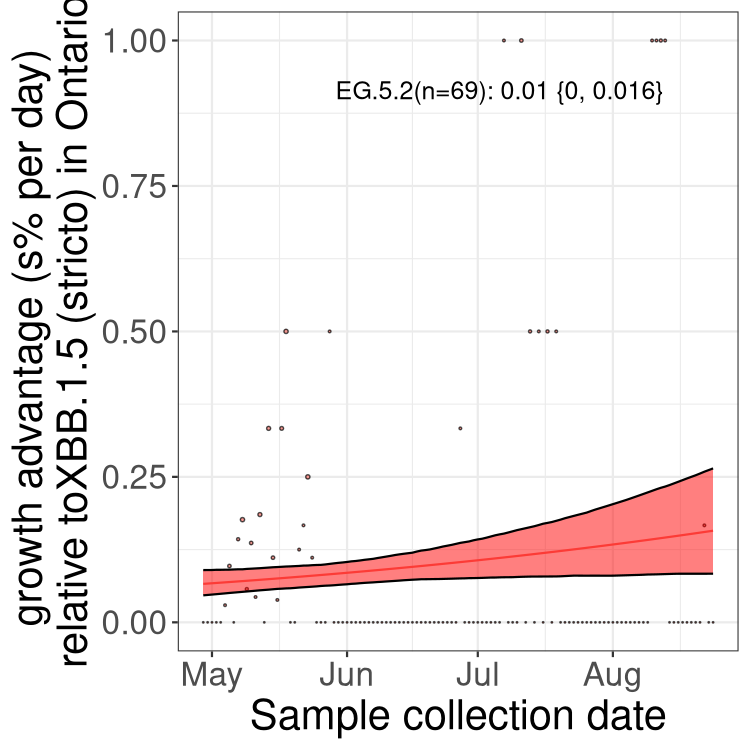 growth advantage (s% per day)
relative toXBB.1.5 (stricto) in Ontario
1.00
0.75
0.50
0.25
0.00
EG.5.2(n=69): 0.01 {0, 0.016}
May Jun Jul Aug
Sample collection date